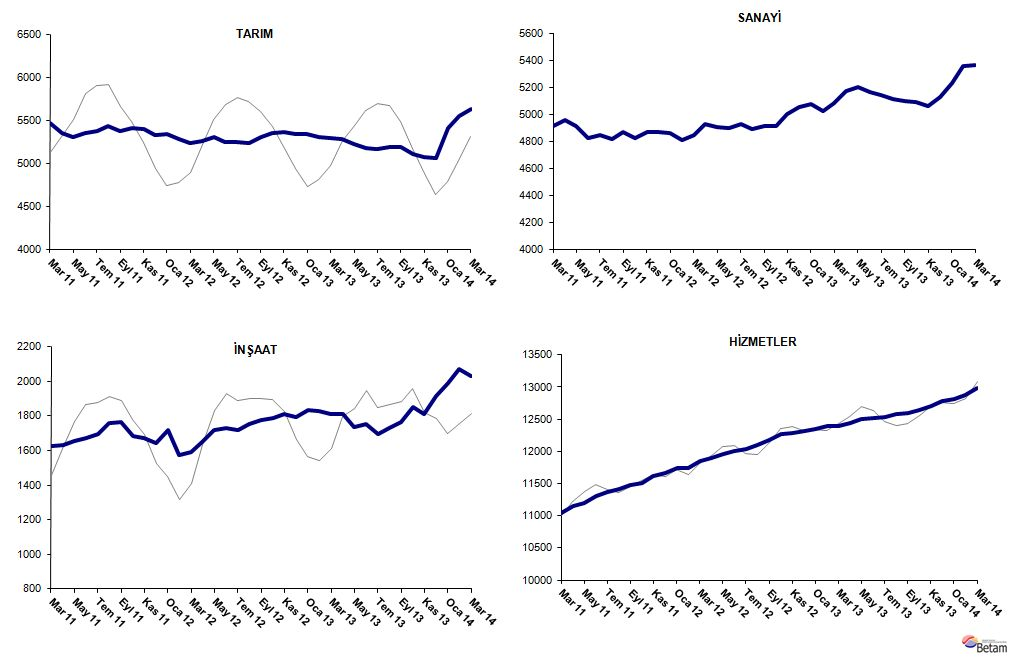 TARIM
6500
6000
5500
5000
4500
4000
Mar 11
May 11
Tem 11
Eyl 11
Kas 11
Oca 12
Mar 12
May 12
Tem 12
Eyl 12
Kas 12
Oca 13
Mar 13
May 13
Tem 13
Eyl 13
Kas 13
Oca 14
Mar 14
SANAYİ
5600
5400
5200
5000
4800
4600
4400
4200
4000
Mar 11
May 11
Tem 11
Eyl 11
Kas 11
Oca 12
Mar 12
May 12
Tem 12
Eyl 12
Kas 12
Oca 13
Mar 13
May 13
Tem 13
Eyl 13
Kas 13
Oca 14
Mar 14
İNŞAAT
2200
2000
1800
1600
1400
1200
1000
800
Mar 11
May 11
Tem 11
Eyl 11
Kas 11
Oca 12
Mar 12
May 12
Tem 12
Eyl 12
Kas 12
Oca 13
Mar 13
May 13
Tem 13
Eyl 13
Kas 13
Oca 14
Mar 14
HİZMETLER
13500
13000
12500
12000
11500
11000
10500
10000
Mar 11
May 11
Tem 11
Eyl 11
Kas 11
Oca 12
Mar 12
May 12
Tem 12
Eyl 12
Kas 12
Oca 13
Mar 13
May 13
Tem 13
Eyl 13
Kas 13
Oca 14
Mar 14
Betam